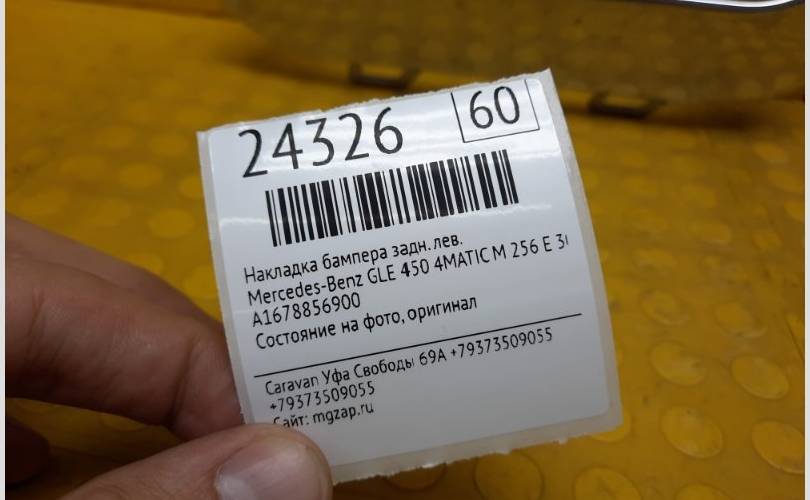 24326
60
Накладка бампера задн. лев.
Mercedes-Benz GLE 450 4MATIC M 256 E 3
A1678856900
Состояние на фото, оригинал
Caravan Уфа Свободы 69А +79373509055
+79373509055
Сайт: mgzap.ru